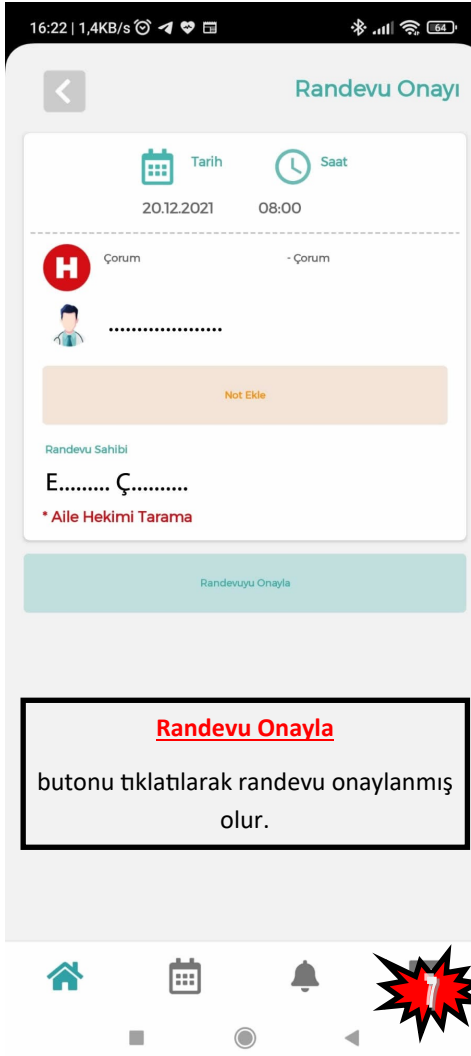 16:22 | 1,4KB/s
64
Randevu Onayı
Tarih
Saat
20.12.2021
08:00
H
Çorum
- Çorum
....................
Not Ekle
Randevu Sahibi
E......... Ç..........
* Aile Hekimi Tarama
Randevuyu Onayla
Randevu Onayla
butonu tıklatılarak randevu onaylanmış
olur.
7